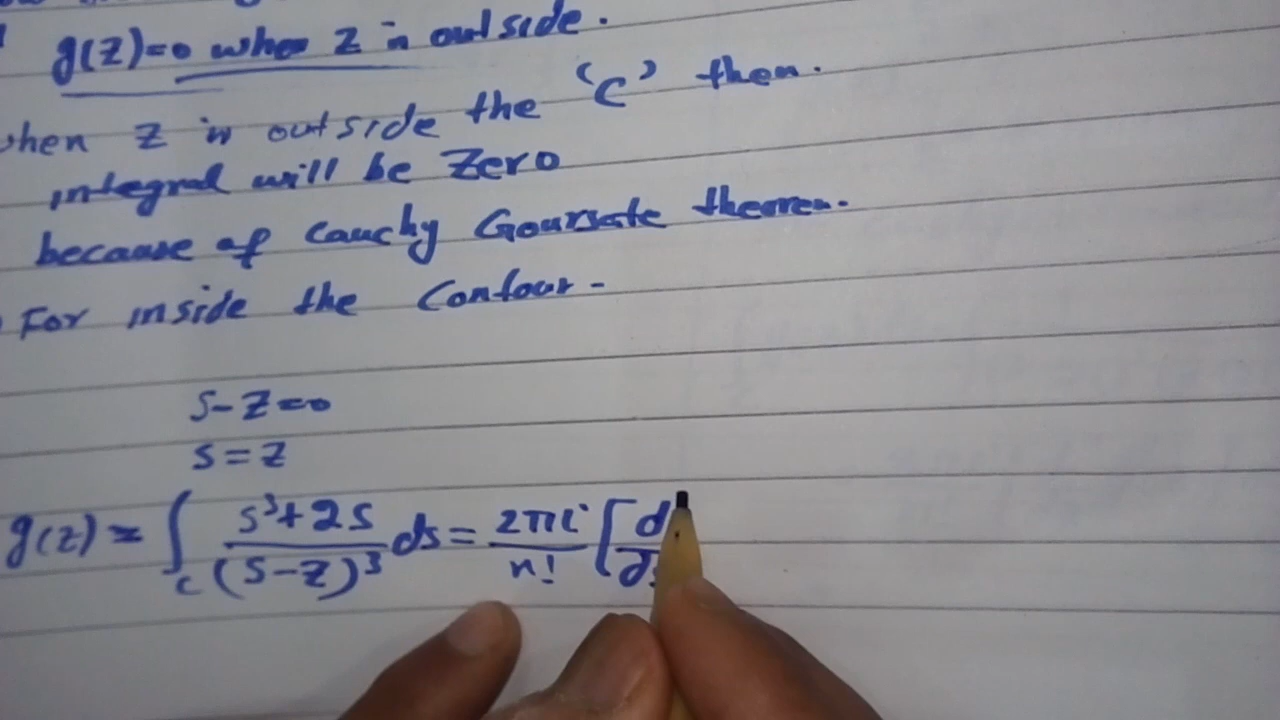 g(z)=0 when z is outside.
when z is outside the 'C' then.
integral will be Zero
because of Cauchy Goursate theorem.
For inside the Contour-
s-z=0
s=z
g(z) = ∫c (s³+2s)/(s-z)³ ds = 2πi/n! [d